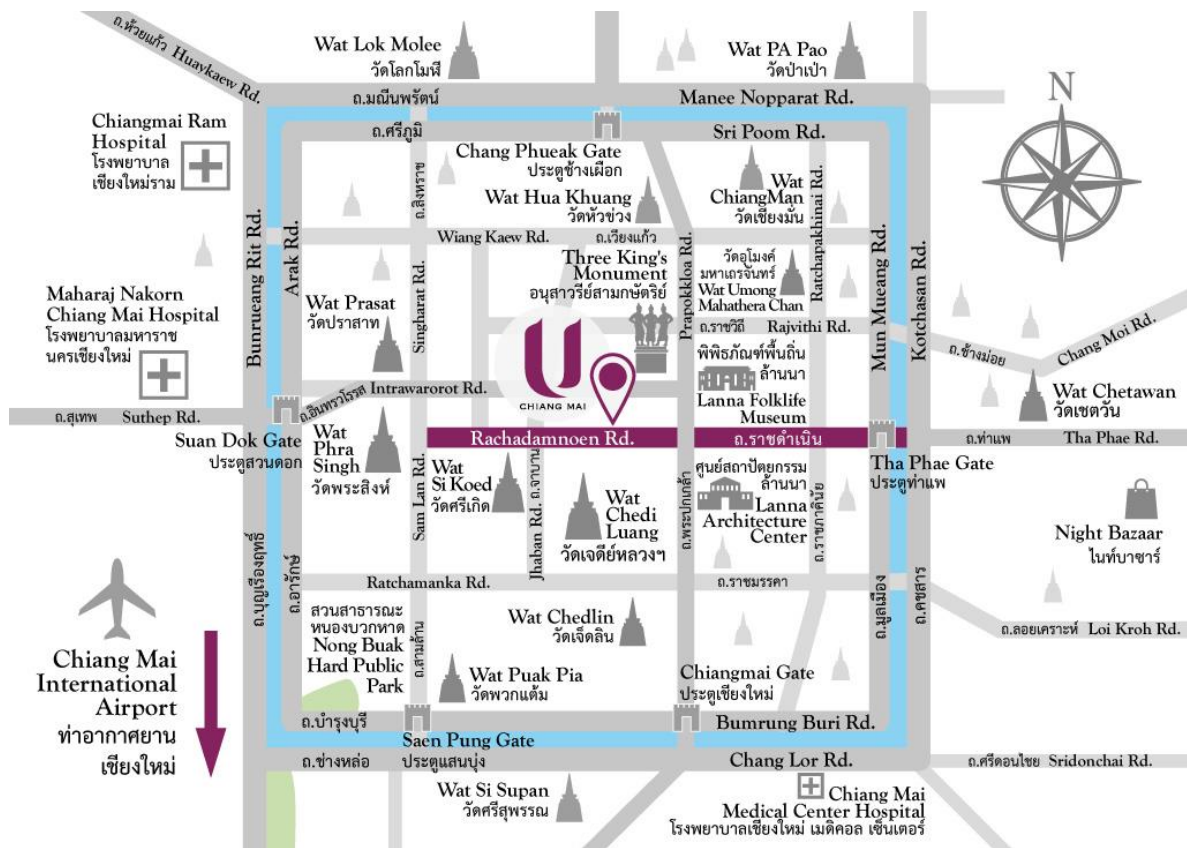 ถ.ห้วยแก้ว Huaykaew Rd.
Wat Lok Molee
วัดโลกโมฬี
Wat PA Pao
วัดป่าเป้า
N
ถ.มณีนพรัตน์
Manee Nopparat Rd.
Chiangmai Ram
Hospital
โรงพยาบาล
เชียงใหม่ราม
ถ.ศรีภูมิ
Sri Poom Rd.
Chang Phueak Gate
ประตูช้างเผือก
ถ.สิงหราช
Wat Hua Khuang
วัดหัวข่วง
Wat
ChiangMan
วัดเชียงมั่น
Ratchapakhinai Rd.
Bunrueang Rit Rd.
Arak Rd.
Wiang Kaew Rd.
ถ.เวียงแก้ว
Three King's
Monument
อนุสาวรีย์สามกษัตริย์
Prapokkloa Rd.
วัดอุโมงค์
มหาเถรจันทร์
Wat Umong
Mahathera Chan
Mun Mueang Rd.
Kotchasan Rd.
Maharaj Nakorn
Chiang Mai Hospital
โรงพยาบาลมหาราช
นครเชียงใหม่
Wat Prasat
วัดปราสาท
Singharat Rd.
ถ.ราชวิถี
Rajvithi Rd.
ถ.ช้างม่อย
Chang Moi Rd.
U
CHIANG MAI
พิพิธภัณฑ์พื้นถิ่น
ล้านนา
Lanna Folklife
Museum
Wat Chetawan
วัดเชตวัน
ถ.อินทรวโรรส
Intrawarorot Rd.
ถ.สุเทพ
Suthep Rd.
Suan Dok Gate
ประตูสวนดอก
Rachadamnoen Rd.
ถ.ราชดำเนิน
ถ.ท่าแพ
Tha Phae Rd.
Tha Phae Gate
ประตูท่าแพ
Wat
Phra
Singh
วัดพระสิงห์
Sam Lan Rd.
Wat
Si Koed
วัดศรีเกิด
ถ.จาบาน
Jhaban Rd.
Wat
Chedi
Luang
วัดเจดีย์หลวงฯ
ถ.พระปกเกล้า
ศูนย์สถาปัตยกรรม
ล้านนา
Lanna
Architecture
Center
ถ.ราชภาคินัย
Night Bazaar
ไนท์บาซาร์
ถ.บุญเรืองฤทธิ์
ถ.อารักษ์
Ratchamanka Rd.
ถ.ราชมรรคา
ถ.มูลเมือง
ถ.คชสาร
สวนสาธารณะ
หนองบวกหาด
Nong Buak
Hard Public
Park
ถ.สามล้าน
Wat Chedlin
วัดเจ็ดลิน
ถ.ลอยเคราะห์
Loi Kroh Rd.
Chiang Mai
International
Airport
ท่าอากาศยาน
เชียงใหม่
Wat Puak Pia
วัดพวกแต้ม
Chiangmai Gate
ประตูเชียงใหม่
ถ.บำรุงบุรี
Bumrung Buri Rd.
Saen Pung Gate
ประตูแสนปุง
ถ.ช่างหล่อ
Chang Lor Rd.
ถ.ศรีดอนไชย
Sridonchai Rd.
Wat Si Supan
วัดศรีสุพรรณ
Chiang Mai
Medical Center Hospital
โรงพยาบาลเชียงใหม่ เมดิคอล เซ็นเตอร์